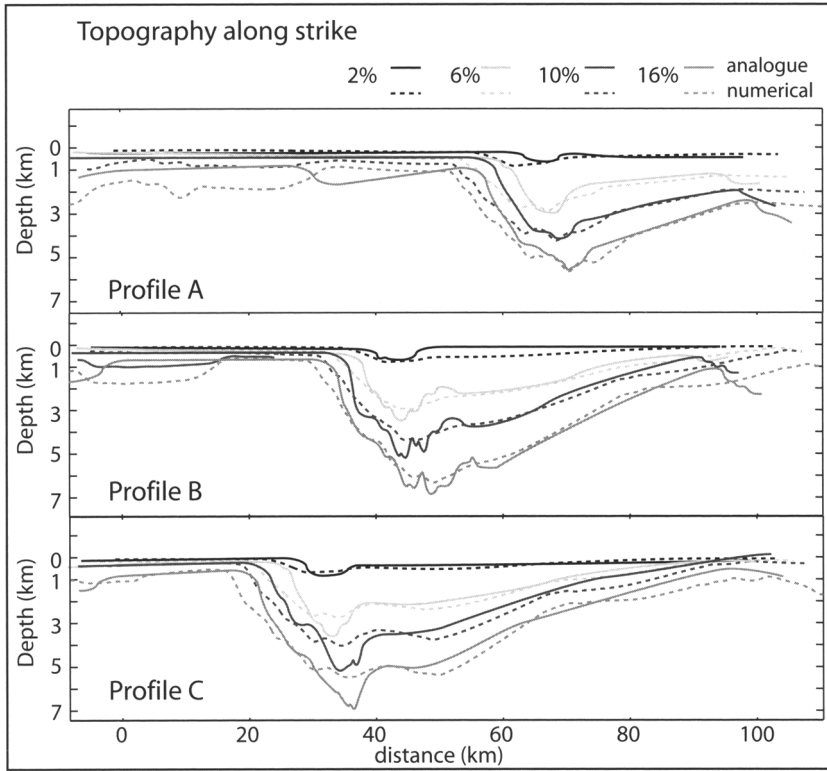 Topography along strike
2% 6% 10% 16% analogue
numerical
0
1
3
5
7
Depth (km)
Profile A
0
1
3
5
7
Depth (km)
Profile B
0
1
3
5
7
Depth (km)
Profile C
0 20 40 60 80 100
distance (km)